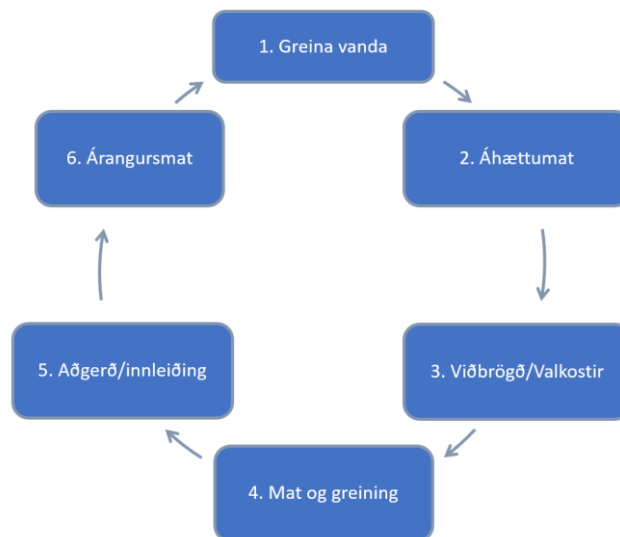 1. Greina vanda
2. Áhættumat
3. Viðbrögð/Valkostir
4. Mat og greining
5. Aðgerð/innleiðing
6. Árangursmat